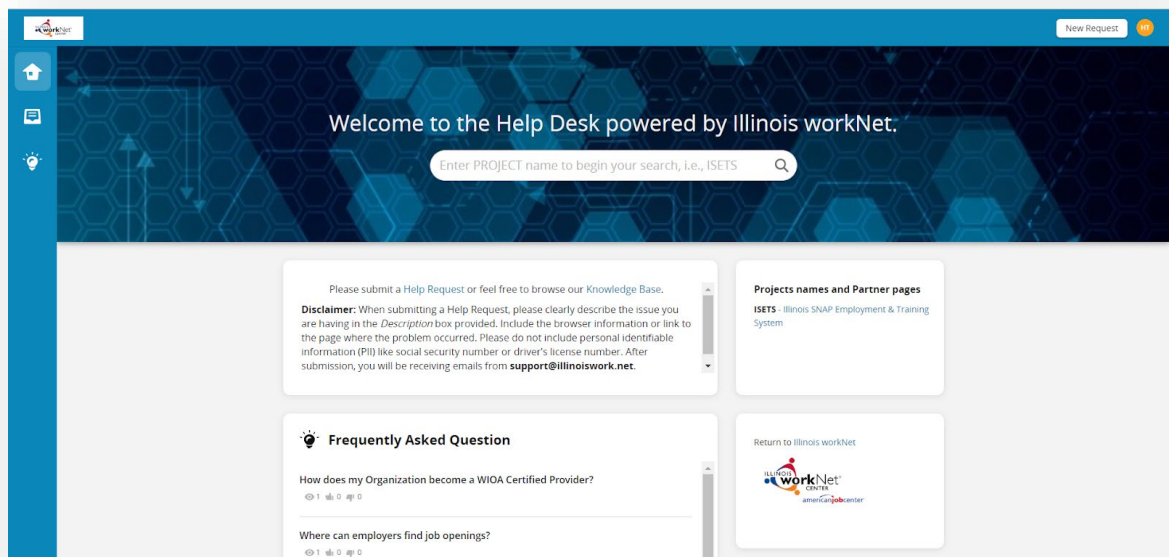 ILLINOIS
workNet
CENTER
New Request
HT
Welcome to the Help Desk powered by Illinois workNet.
Enter PROJECT name to begin your search, i.e., ISETS
Please submit a Help Request or feel free to browse our Knowledge Base.
Disclaimer: When submitting a Help Request, please clearly describe the issue you
are having in the Description box provided. Include the browser information or link to
the page where the problem occurred. Please do not include personal identifiable
information (PII) like social security number or driver's license number. After
submission, you will be receiving emails from support@illinoiswork.net.
Projects names and Partner pages
ISETS - Illinois SNAP Employment & Training
System
Frequently Asked Question
How does my Organization become a WIOA Certified Provider?
1 0 0
Where can employers find job openings?
1 0 0
Return to Illinois workNet
ILLINOIS
workNet®
CENTER
americanjobcenter